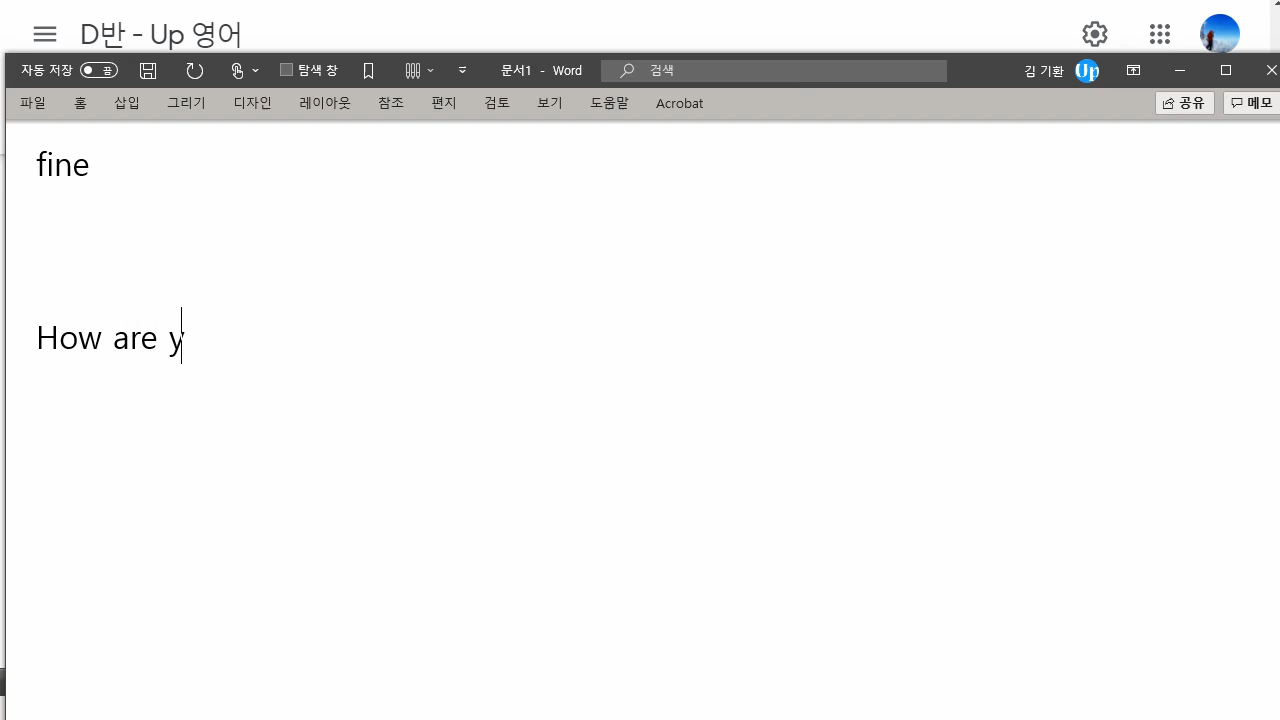 D반 - Up 영어
자동 저장 끔 탐색 창 문서1 - Word 검색 김 기환 Up
파일 홈 삽입 그리기 디자인 레이아웃 참조 편지 검토 보기 도움말 Acrobat 공유 메모
fine
How are y